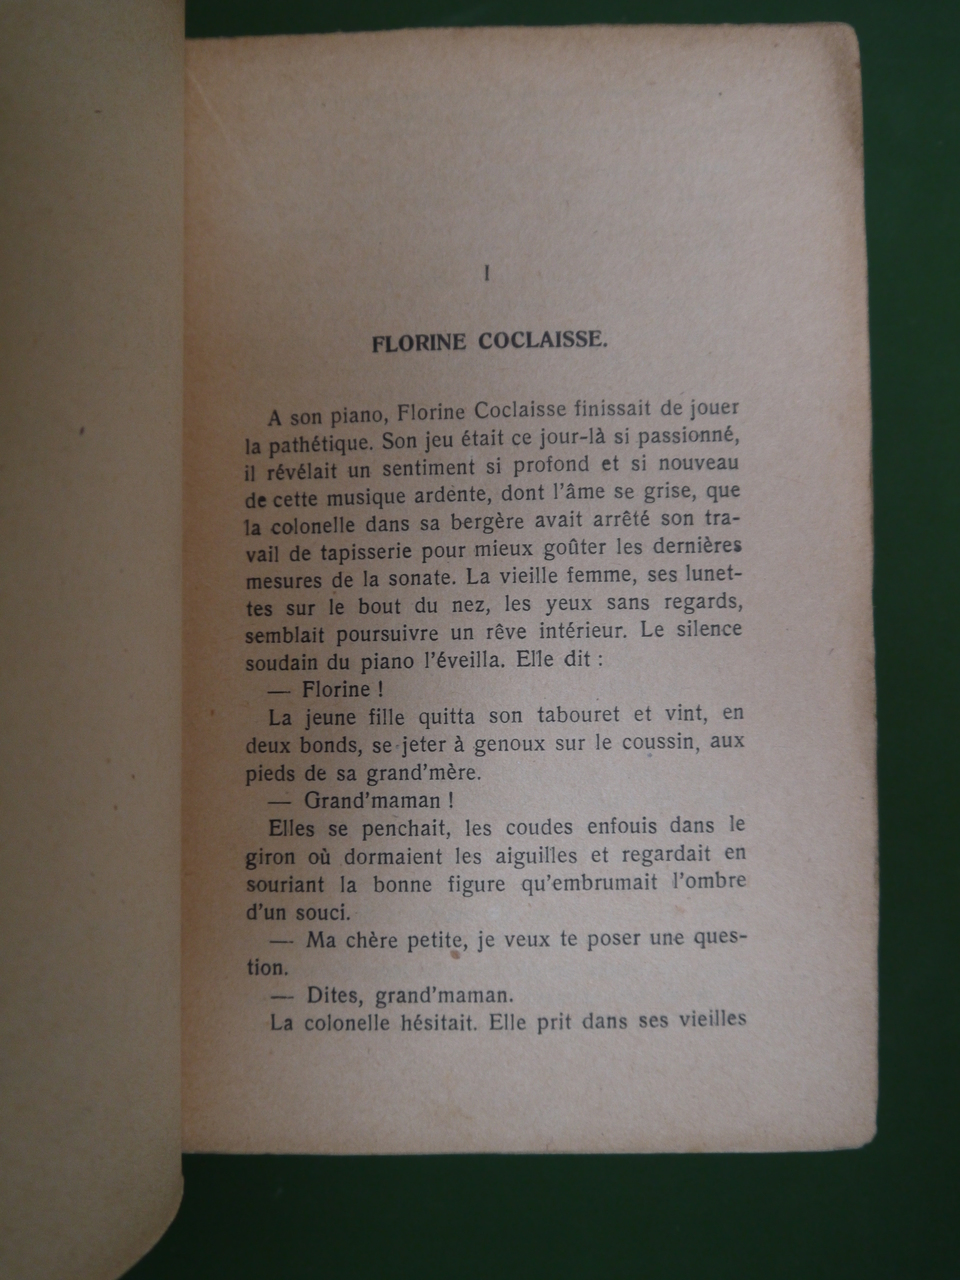 I
FLORINE COCLAISSE.
A son piano, Florine Coclaisse finissait de jouer
la pathétique. Son jeu était ce jour-là si passionné,
il révélait un sentiment si profond et si nouveau
de cette musique ardente, dont l'âme se grise, que
la colonelle dans sa bergère avait arrêté son tra-
vail de tapisserie pour mieux goûter les dernières
mesures de la sonate. La vieille femme, ses lunet-
tes sur le bout du nez, les yeux sans regards,
semblait poursuivre un rêve intérieur. Le silence
soudain du piano l'éveilla. Elle dit :
— Florine !
La jeune fille quitta son tabouret et vint, en
deux bonds, se jeter à genoux sur le coussin, aux
pieds de sa grand'mère.
— Grand'maman !
Elles se penchait, les coudes enfouis dans le
giron où dormaient les aiguilles et regardait en
souriant la bonne figure qu'embrumait l'ombre
d'un souci.
— Ma chère petite, je veux te poser une ques-
tion.
— Dites, grand'maman.
La colonelle hésitait. Elle prit dans ses vieilles